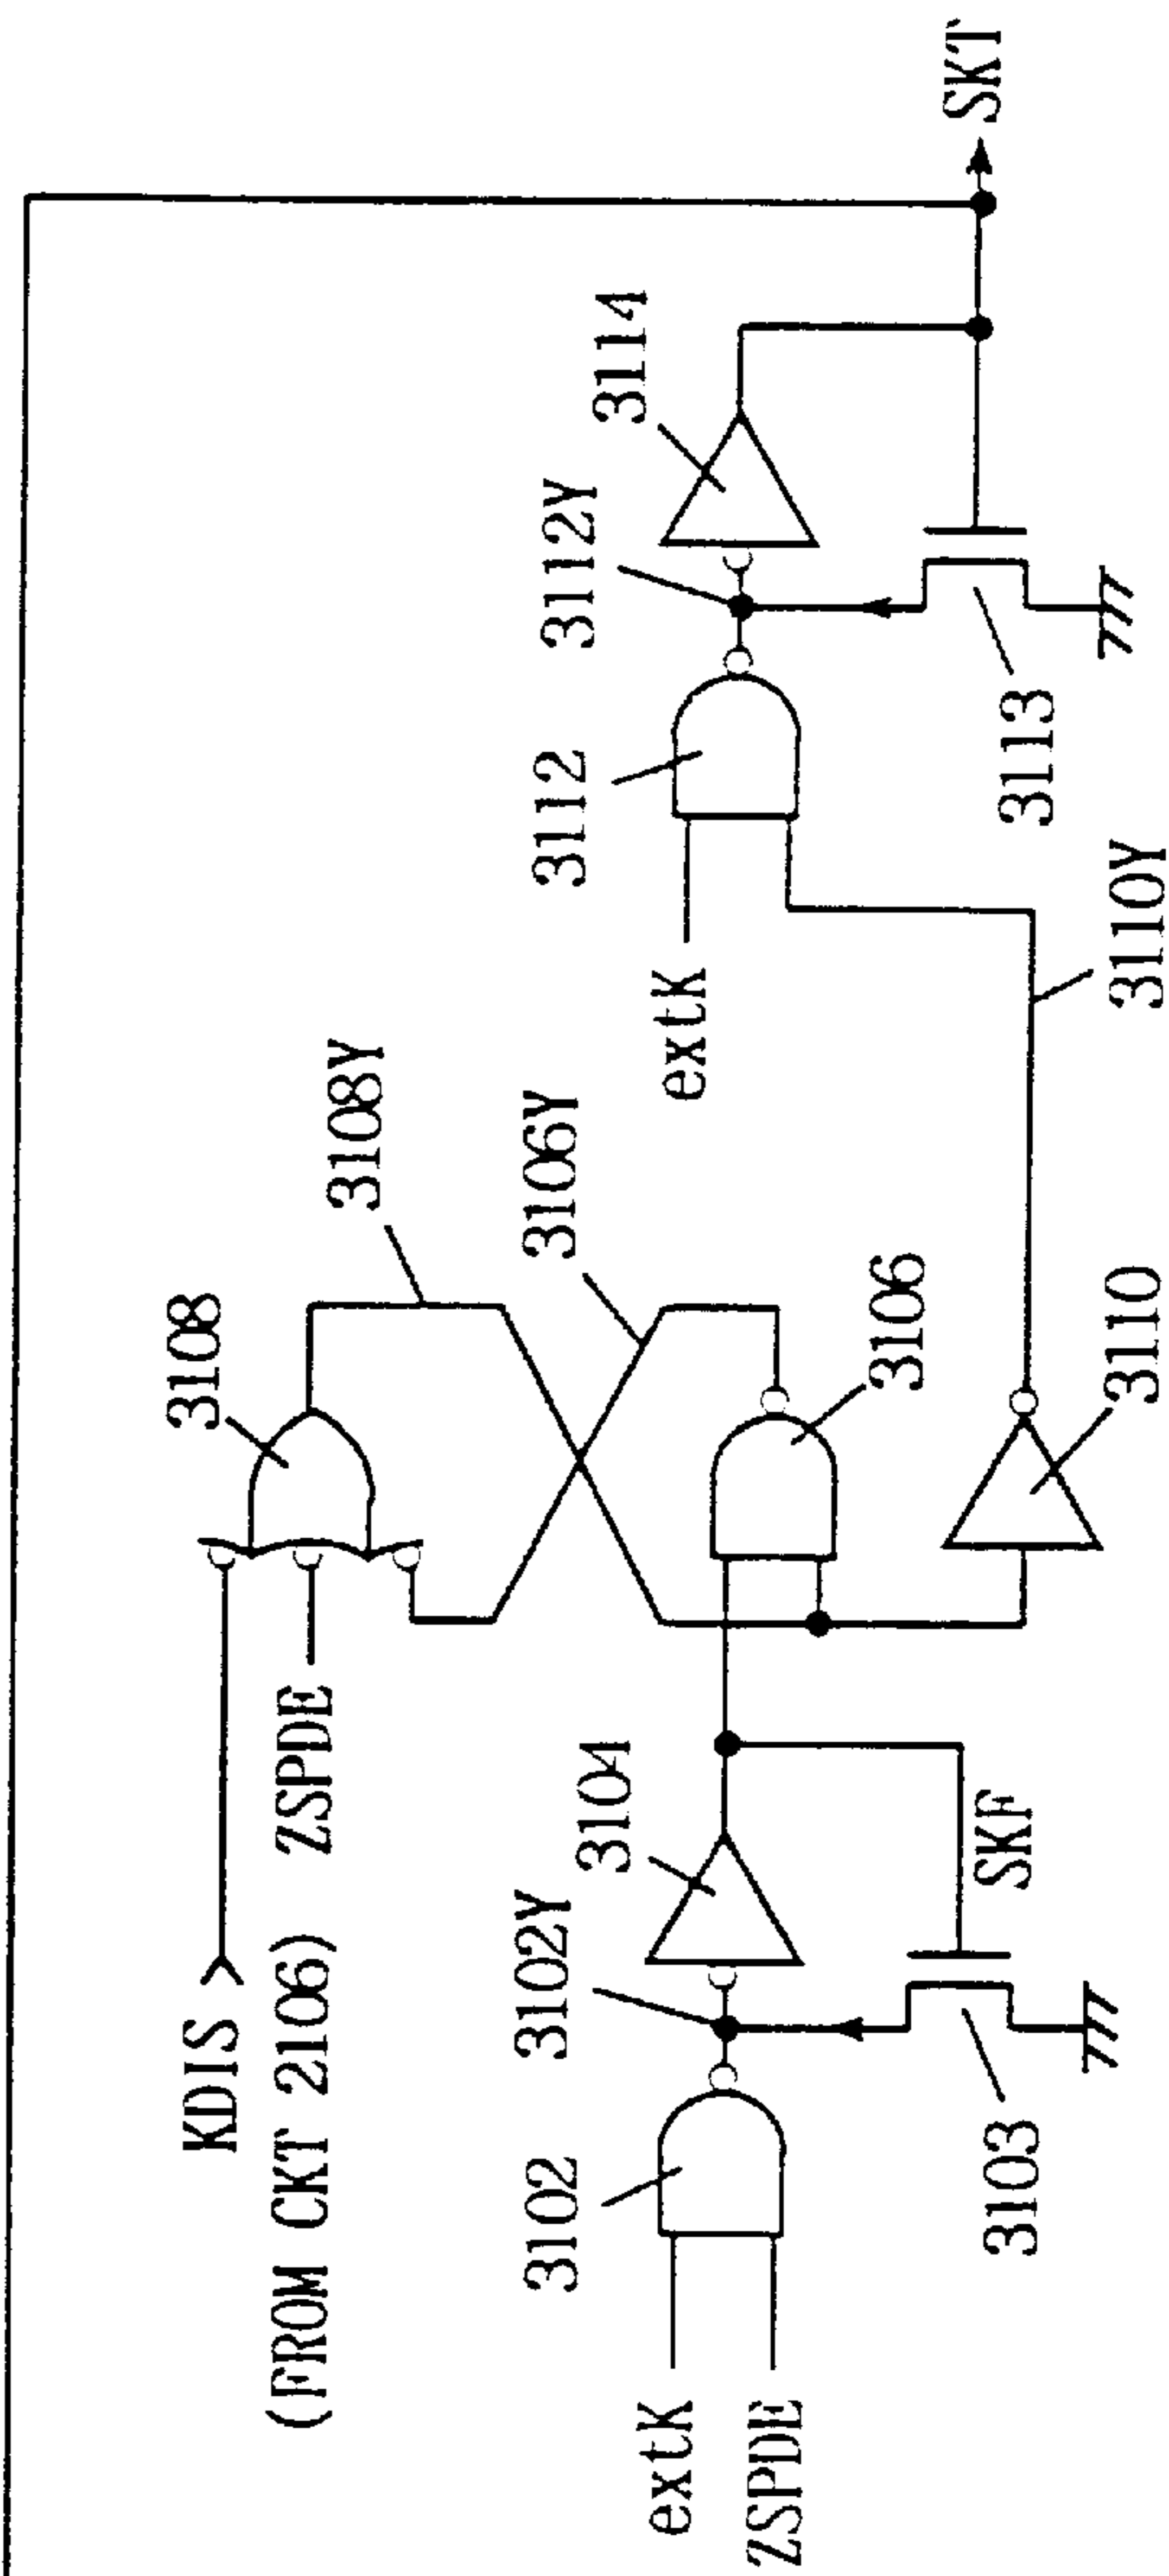 KDIS
(FROM CKT 2106)
ZSPDE
3108
3108Y
3106Y
extK
ZSPDE
3102
3102Y
3104
3103
SKF
3106
3110
3110Y
extK
3112
3112Y
3114
3113
SKT